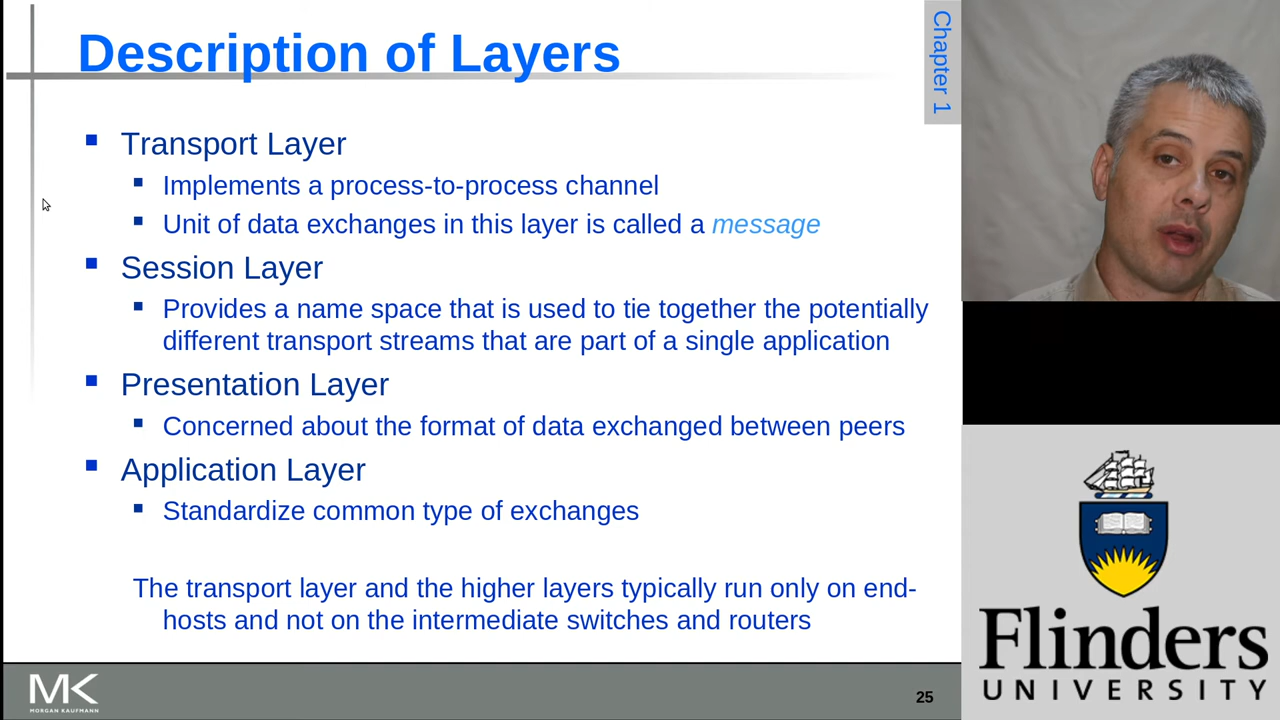 Description of Layers
Chapter 1
Transport Layer
Implements a process-to-process channel
Unit of data exchanges in this layer is called a message
Session Layer
Provides a name space that is used to tie together the potentially
different transport streams that are part of a single application
Presentation Layer
Concerned about the format of data exchanged between peers
Application Layer
Standardize common type of exchanges
The transport layer and the higher layers typically run only on end-
hosts and not on the intermediate switches and routers
MK
MORGAN KAUFMANN
25
Flinders
UNIVERSITY